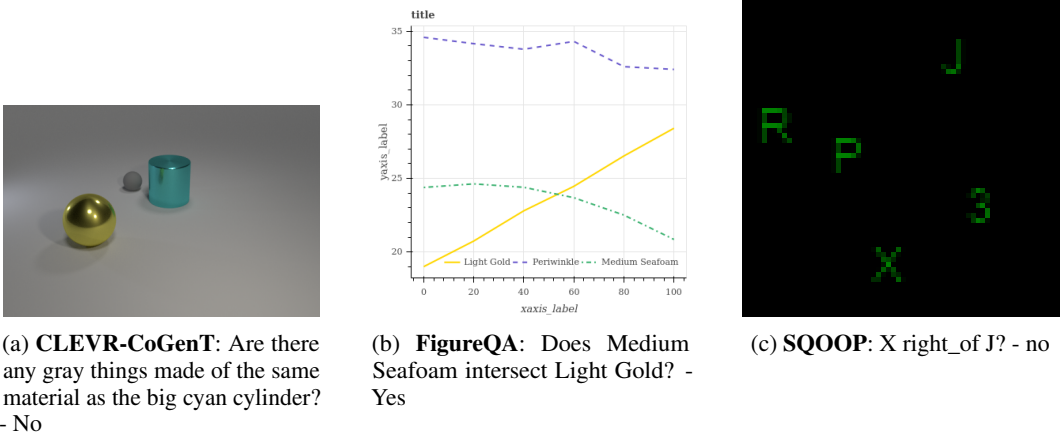 title
35
30
25
20
yaxis_label
Light Gold Periwinkle Medium Seafoam
0 20 40 60 80 100
xaxis_label
J
R
P
3
X
(a) CLEVR-CoGenT: Are there
any gray things made of the same
material as the big cyan cylinder?
- No
(b) FigureQA: Does Medium
Seafoam intersect Light Gold? -
Yes
(c) SQOOP: X right_of J? - no